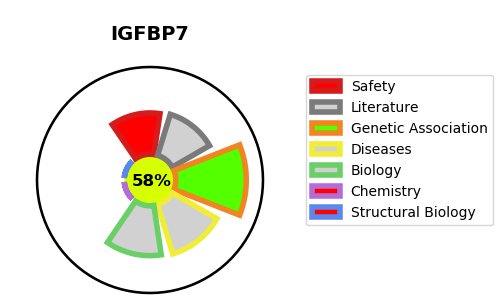 IGFBP7
58%
Safety
Literature
Genetic Association
Diseases
Biology
Chemistry
Structural Biology